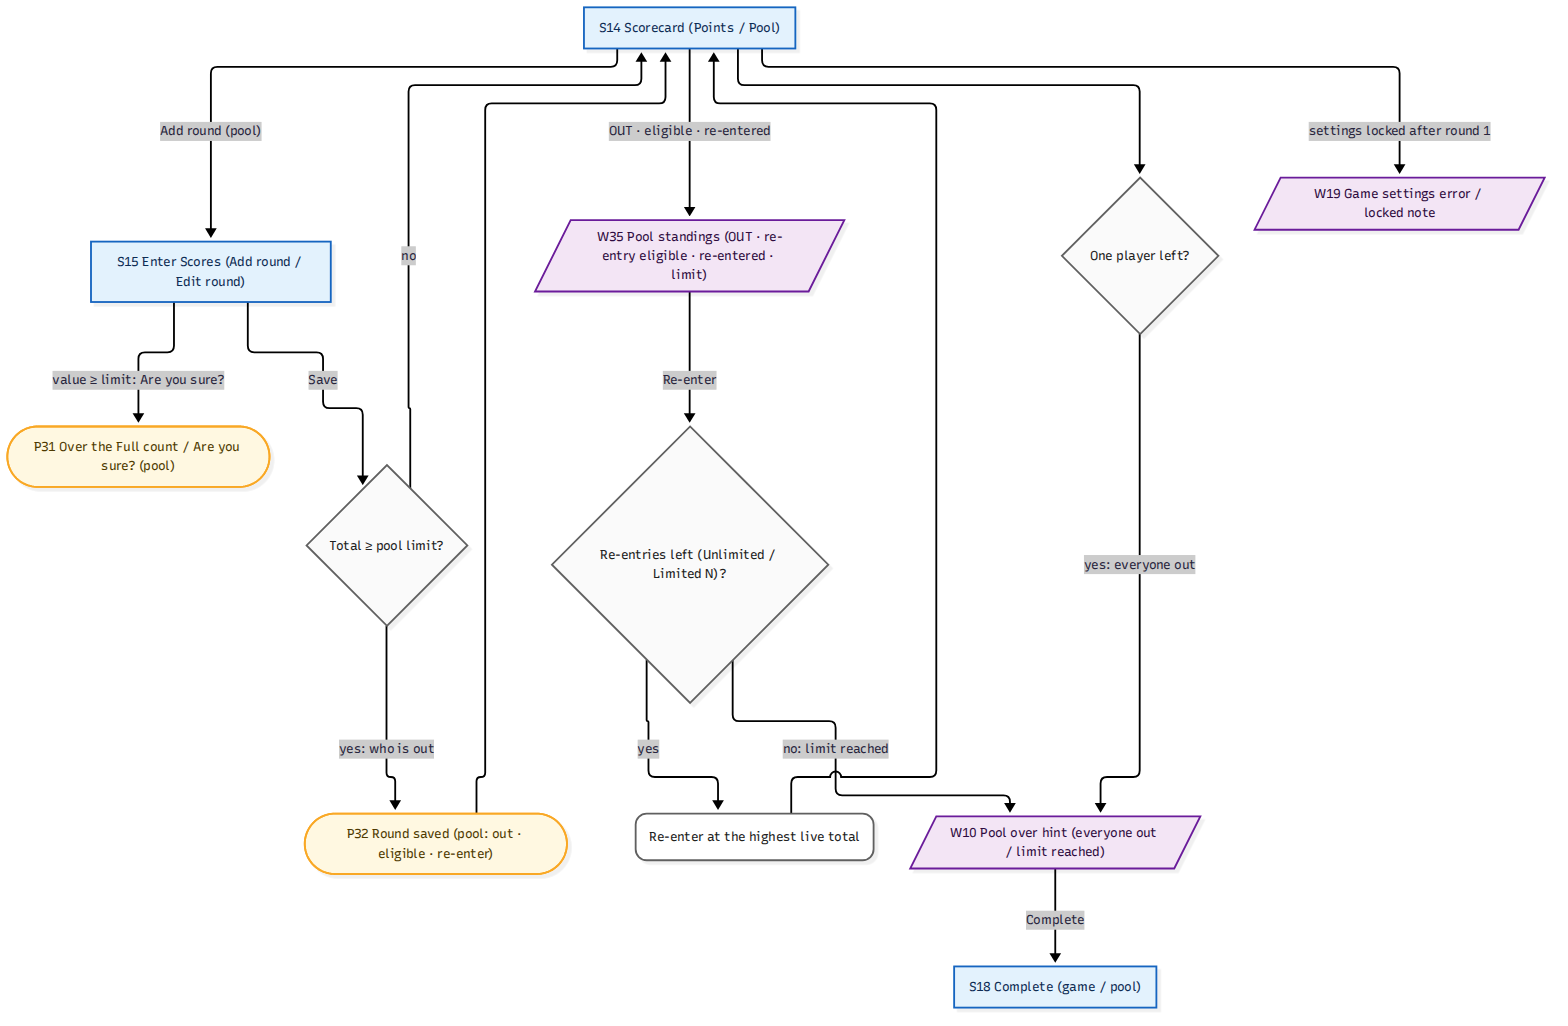 S14 Scorecard (Points / Pool)
Add round (pool)
OUT · eligible · re-entered
settings locked after round 1
W19 Game settings error /
locked note
S15 Enter Scores (Add round /
Edit round)
no
W35 Pool standings (OUT · re-
entry eligible · re-entered ·
limit)
One player left?
value ≥ limit: Are you sure?
Save
Re-enter
P31 Over the Full count / Are you
sure? (pool)
Total ≥ pool limit?
Re-entries left (Unlimited /
Limited N)?
yes: everyone out
yes: who is out
yes
no: limit reached
P32 Round saved (pool: out ·
eligible · re-enter)
Re-enter at the highest live total
W10 Pool over hint (everyone out
/ limit reached)
Complete
S18 Complete (game / pool)